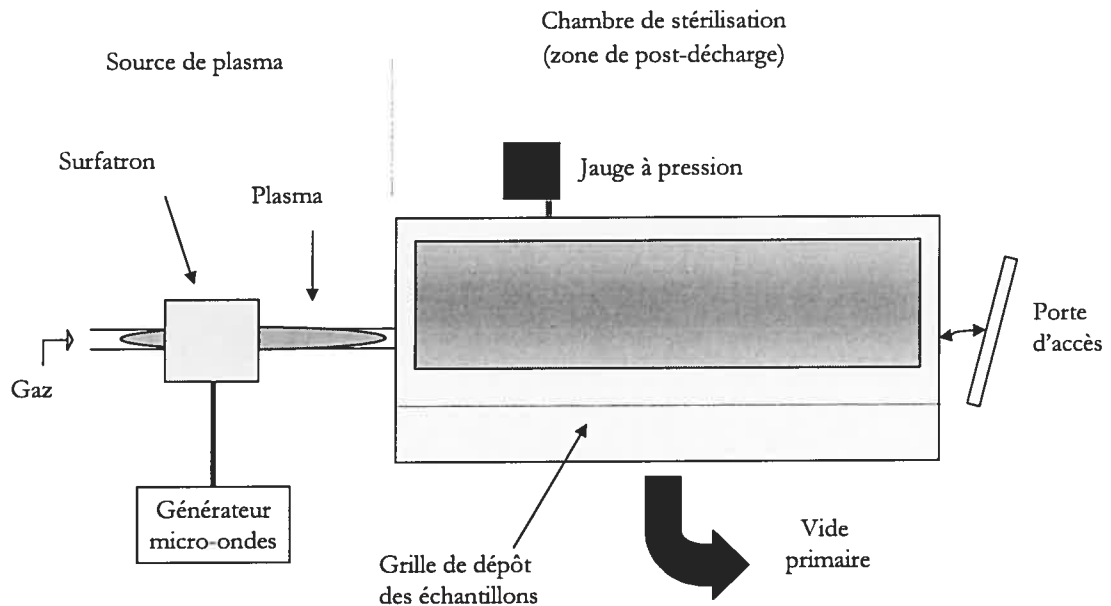 Chambre de stérilisation
(zone de post-décharge)
Source de plasma
Jauge à pression
Surfatron
Plasma
Porte
d'accès
Gaz
Générateur
micro-ondes
Vide
primaire
Grille de dépôt
des échantillons